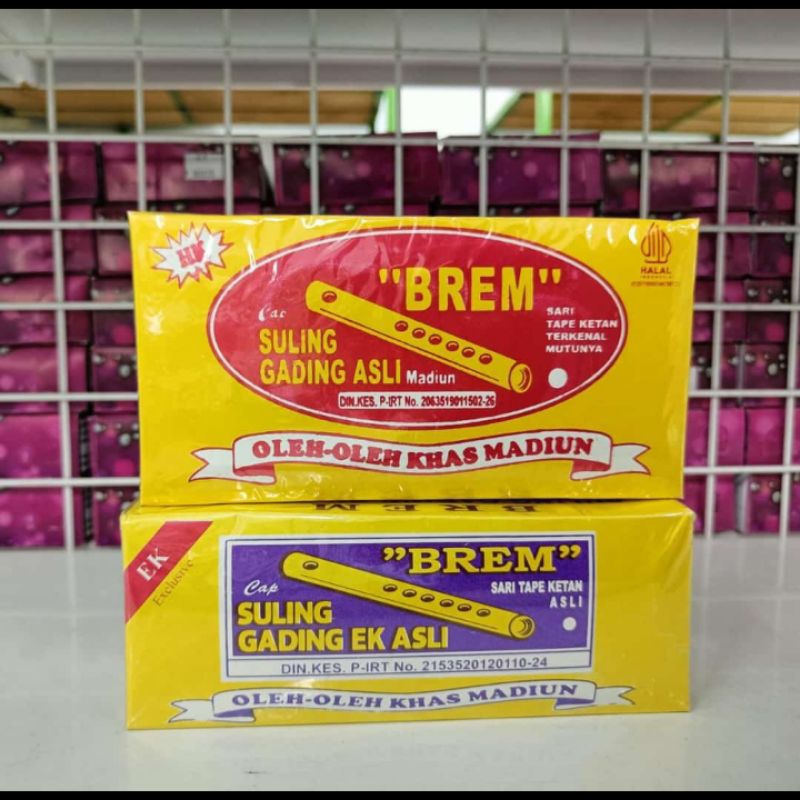 "BREM"
Cap
SULING
GADING ASLI Madiun
SARI
TAPE KETAN
TERKENAL
MUTUNYA
DIN.KES. P-IRT No. 2063519011502-26
OLEH-OLEH KHAS MADIUN
HALAL
INDONESIA
BREM
EK
Exclusive
"BREM"
Cap
SULING
GADING EK ASLI
SARI TAPE KETAN
ASLI
DIN.KES. P-IRT No. 2153520120110-24
OLEH-OLEH KHAS MADIUN